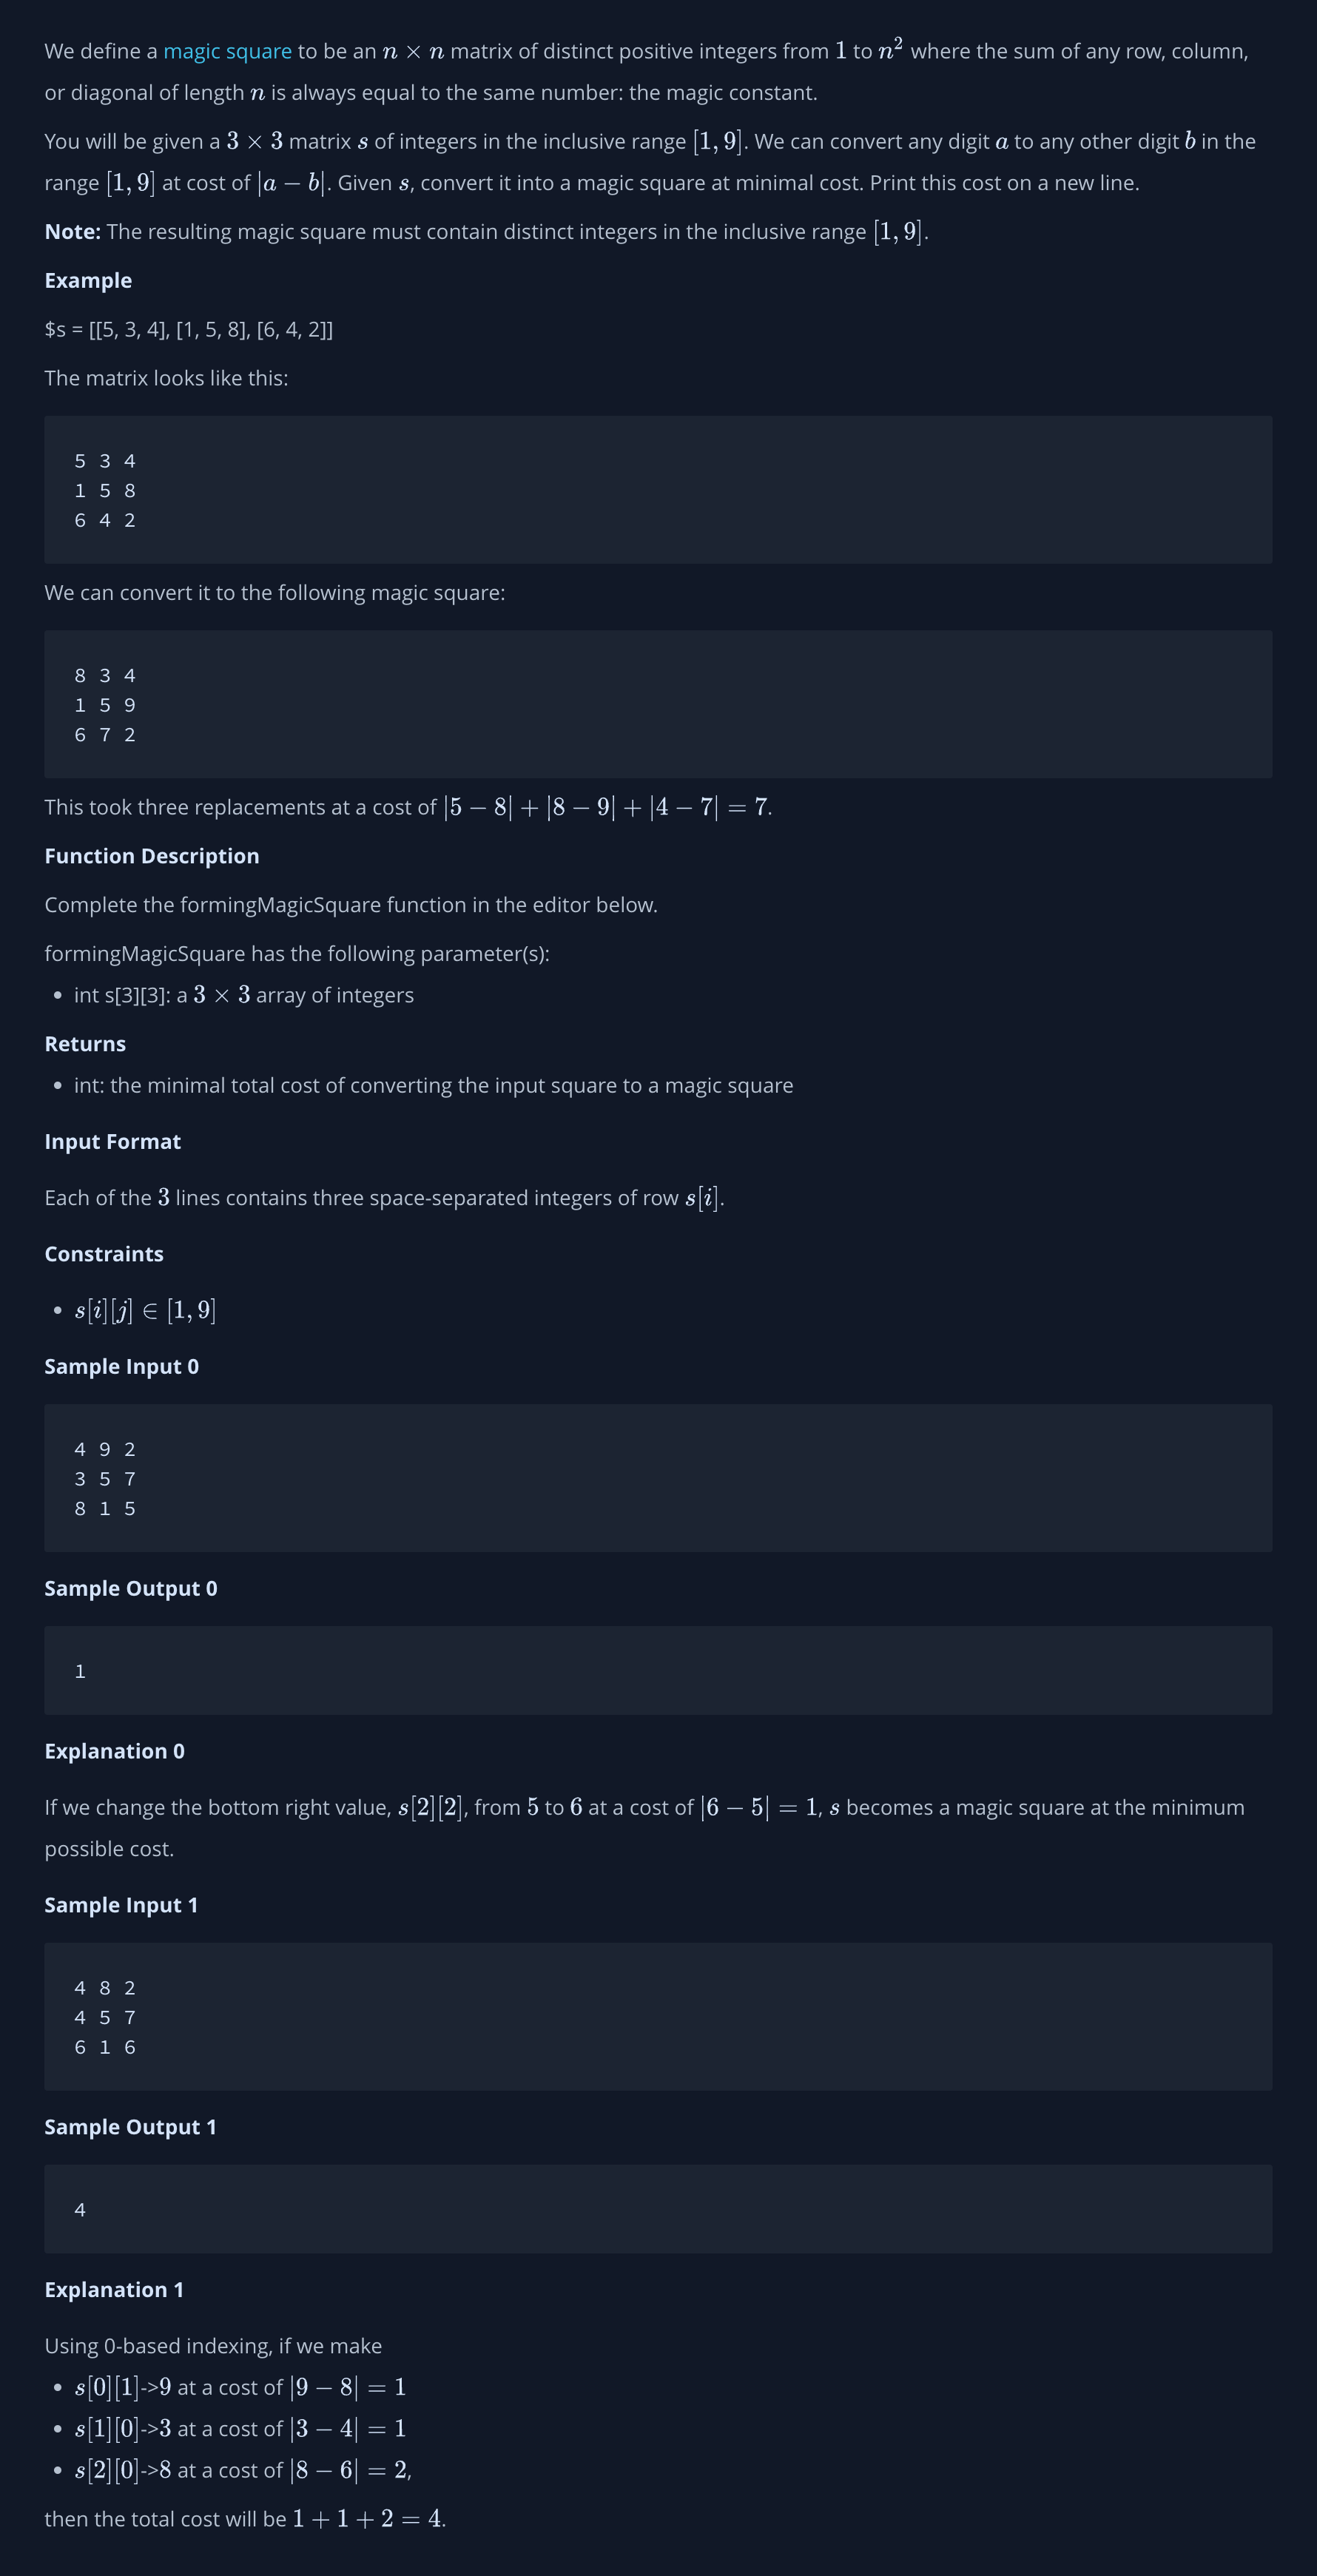 We define a magic square to be an n × n matrix of distinct positive integers from 1 to n² where the sum of any row, column,
or diagonal of length n is always equal to the same number: the magic constant.
You will be given a 3 × 3 matrix s of integers in the inclusive range [1, 9]. We can convert any digit a to any other digit b in the
range [1, 9] at cost of |a − b|. Given s, convert it into a magic square at minimal cost. Print this cost on a new line.
Note: The resulting magic square must contain distinct integers in the inclusive range [1, 9].
Example
$s = [[5, 3, 4], [1, 5, 8], [6, 4, 2]]
The matrix looks like this:
5 3 4
1 5 8
6 4 2
We can convert it to the following magic square:
8 3 4
1 5 9
6 7 2
This took three replacements at a cost of |5 − 8| + |8 − 9| + |4 − 7| = 7.
Function Description
Complete the formingMagicSquare function in the editor below.
formingMagicSquare has the following parameter(s):
• int s[3][3]: a 3 × 3 array of integers
Returns
• int: the minimal total cost of converting the input square to a magic square
Input Format
Each of the 3 lines contains three space-separated integers of row s[i].
Constraints
• s[i][j] ∈ [1, 9]
Sample Input 0
4 9 2
3 5 7
8 1 5
Sample Output 0
1
Explanation 0
If we change the bottom right value, s[2][2], from 5 to 6 at a cost of |6 − 5| = 1, s becomes a magic square at the minimum
possible cost.
Sample Input 1
4 8 2
4 5 7
6 1 6
Sample Output 1
4
Explanation 1
Using 0-based indexing, if we make
• s[0][1]->9 at a cost of |9 − 8| = 1
• s[1][0]->3 at a cost of |3 − 4| = 1
• s[2][0]->8 at a cost of |8 − 6| = 2,
then the total cost will be 1 + 1 + 2 = 4.